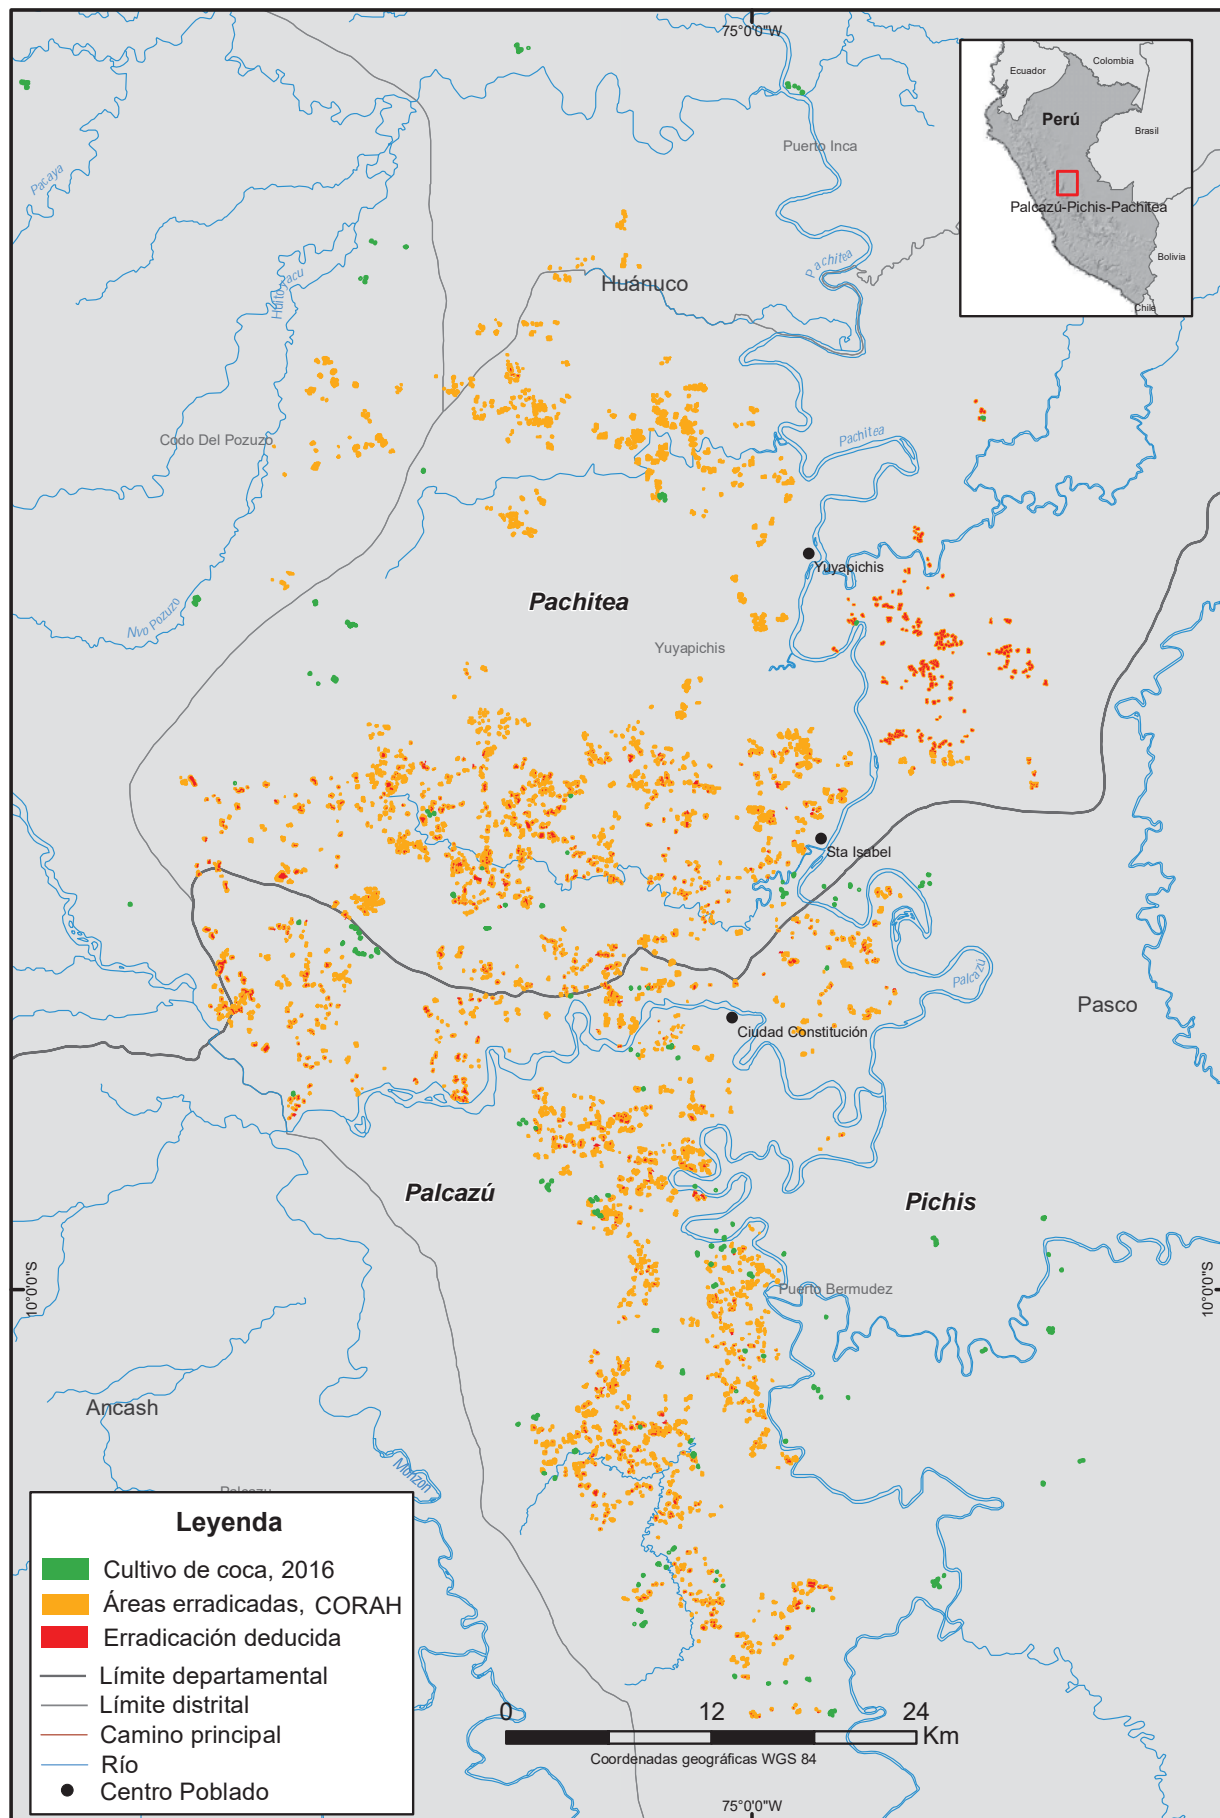 75°0'0"W
Ecuador
Colombia
Perú
Brasil
Palcazú-Pichis-Pachitea
Bolivia
Chile
Puerto Inca
Pacaya
Pachitea
Huánuco
Codo Del Pozuzo
Pachitea
Yuyapichis
Pachitea
Nvo Pozuzo
Yuyapichis
Sta Isabel
Palcazú
Pasco
Ciudad Constitución
Palcazú
Pichis
10°0'0"S
Puerto Bermudez
10°0'0"S
Ancash
Monzón
Palcazu
Leyenda
Cultivo de coca, 2016
Áreas erradicadas, CORAH
Erradicación deducida
Límite departamental
Límite distrital
Camino principal
Río
Centro Poblado
0 12 24
Km
Coordenadas geográficas WGS 84
75°0'0"W